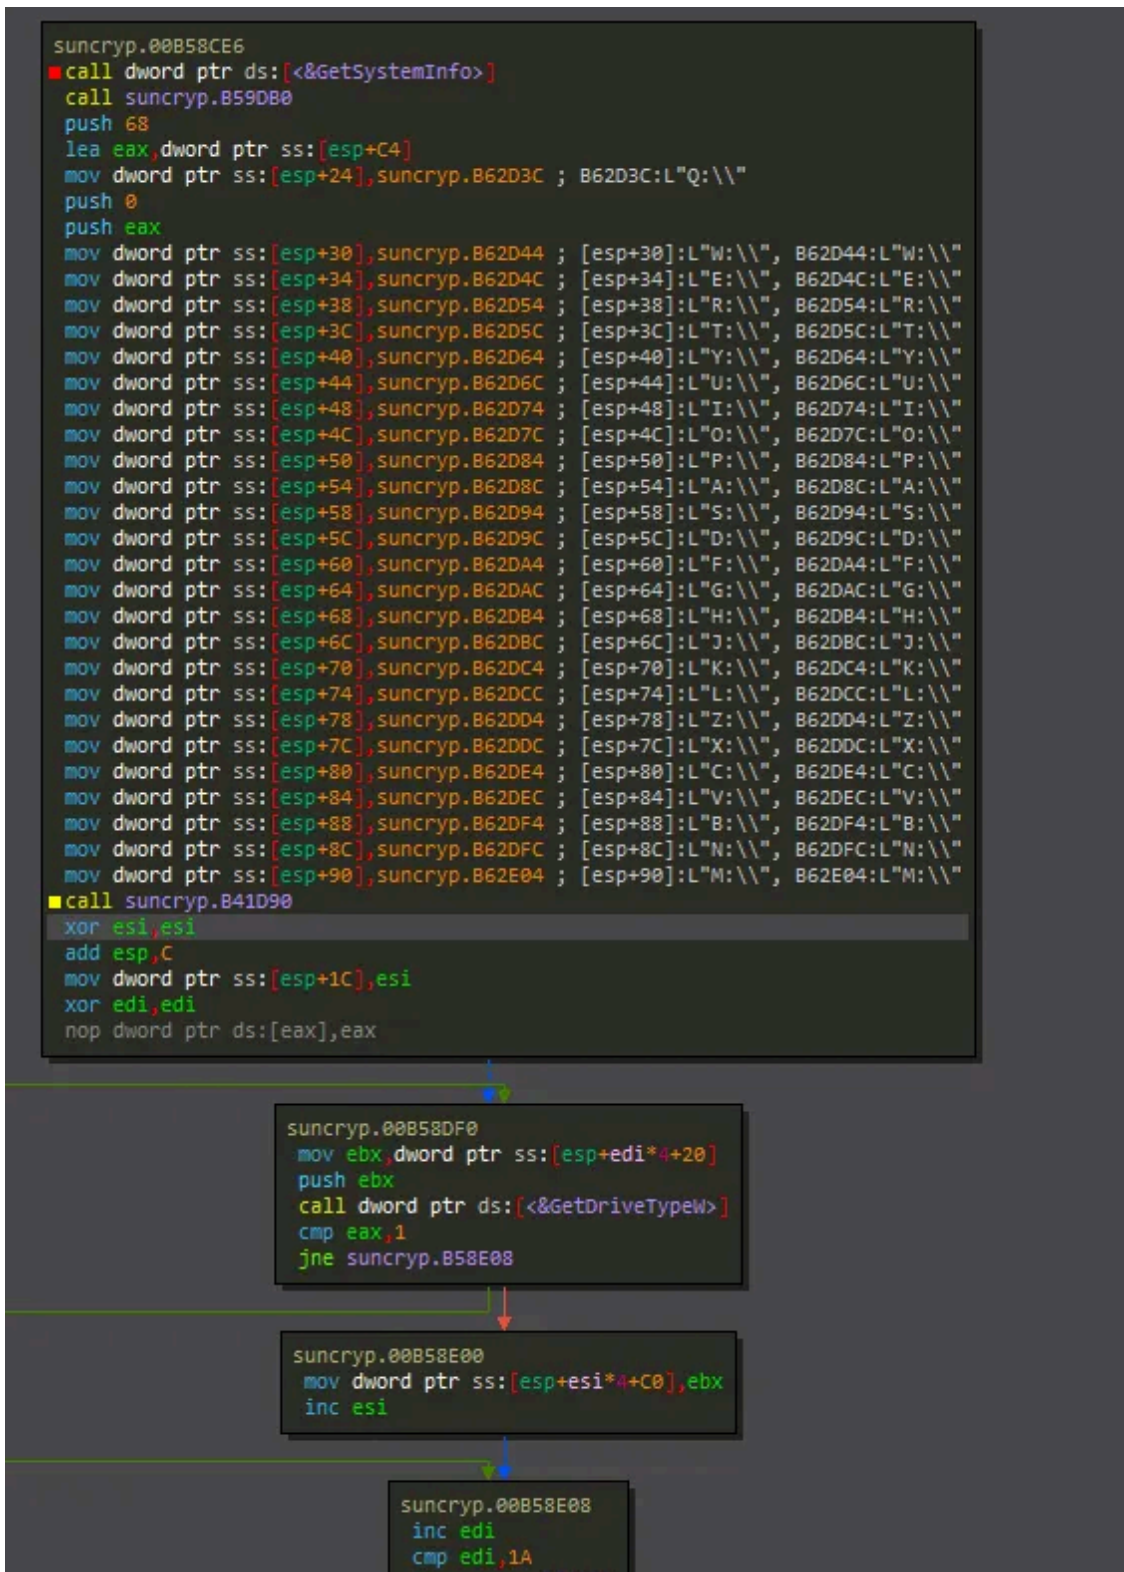 suncryp.00B58CE6
call dword ptr ds:[<&GetSystemInfo>]
call suncryp.B59DB0
push 68
lea eax,dword ptr ss:[esp+C4]
mov dword ptr ss:[esp+24],suncryp.B62D3C ; B62D3C:L"Q:\\"
push 0
push eax
mov dword ptr ss:[esp+30],suncryp.B62D44 ; [esp+30]:L"W:\\", B62D44:L"W:\\"
mov dword ptr ss:[esp+34],suncryp.B62D4C ; [esp+34]:L"E:\\", B62D4C:L"E:\\"
mov dword ptr ss:[esp+38],suncryp.B62D54 ; [esp+38]:L"R:\\", B62D54:L"R:\\"
mov dword ptr ss:[esp+3C],suncryp.B62D5C ; [esp+3C]:L"T:\\", B62D5C:L"T:\\"
mov dword ptr ss:[esp+40],suncryp.B62D64 ; [esp+40]:L"Y:\\", B62D64:L"Y:\\"
mov dword ptr ss:[esp+44],suncryp.B62D6C ; [esp+44]:L"U:\\", B62D6C:L"U:\\"
mov dword ptr ss:[esp+48],suncryp.B62D74 ; [esp+48]:L"I:\\", B62D74:L"I:\\"
mov dword ptr ss:[esp+4C],suncryp.B62D7C ; [esp+4C]:L"O:\\", B62D7C:L"O:\\"
mov dword ptr ss:[esp+50],suncryp.B62D84 ; [esp+50]:L"P:\\", B62D84:L"P:\\"
mov dword ptr ss:[esp+54],suncryp.B62D8C ; [esp+54]:L"A:\\", B62D8C:L"A:\\"
mov dword ptr ss:[esp+58],suncryp.B62D94 ; [esp+58]:L"S:\\", B62D94:L"S:\\"
mov dword ptr ss:[esp+5C],suncryp.B62D9C ; [esp+5C]:L"D:\\", B62D9C:L"D:\\"
mov dword ptr ss:[esp+60],suncryp.B62DA4 ; [esp+60]:L"F:\\", B62DA4:L"F:\\"
mov dword ptr ss:[esp+64],suncryp.B62DAC ; [esp+64]:L"G:\\", B62DAC:L"G:\\"
mov dword ptr ss:[esp+68],suncryp.B62DB4 ; [esp+68]:L"H:\\", B62DB4:L"H:\\"
mov dword ptr ss:[esp+6C],suncryp.B62DBC ; [esp+6C]:L"J:\\", B62DBC:L"J:\\"
mov dword ptr ss:[esp+70],suncryp.B62DC4 ; [esp+70]:L"K:\\", B62DC4:L"K:\\"
mov dword ptr ss:[esp+74],suncryp.B62DCC ; [esp+74]:L"L:\\", B62DCC:L"L:\\"
mov dword ptr ss:[esp+78],suncryp.B62DD4 ; [esp+78]:L"Z:\\", B62DD4:L"Z:\\"
mov dword ptr ss:[esp+7C],suncryp.B62DDC ; [esp+7C]:L"X:\\", B62DDC:L"X:\\"
mov dword ptr ss:[esp+80],suncryp.B62DE4 ; [esp+80]:L"C:\\", B62DE4:L"C:\\"
mov dword ptr ss:[esp+84],suncryp.B62DEC ; [esp+84]:L"V:\\", B62DEC:L"V:\\"
mov dword ptr ss:[esp+88],suncryp.B62DF4 ; [esp+88]:L"B:\\", B62DF4:L"B:\\"
mov dword ptr ss:[esp+8C],suncryp.B62DFC ; [esp+8C]:L"N:\\", B62DFC:L"N:\\"
mov dword ptr ss:[esp+90],suncryp.B62E04 ; [esp+90]:L"M:\\", B62E04:L"M:\\"
call suncryp.B41D90
xor esi,esi
add esp,C
mov dword ptr ss:[esp+1C],esi
xor edi,edi
nop dword ptr ds:[eax],eax
suncryp.00B58DF0
mov ebx,dword ptr ss:[esp+edi*4+20]
push ebx
call dword ptr ds:[<&GetDriveTypeW>]
cmp eax,1
jne suncryp.B58E08
suncryp.00B58E00
mov dword ptr ss:[esp+esi*4+C0],ebx
inc esi
suncryp.00B58E08
inc edi
cmp edi,1A